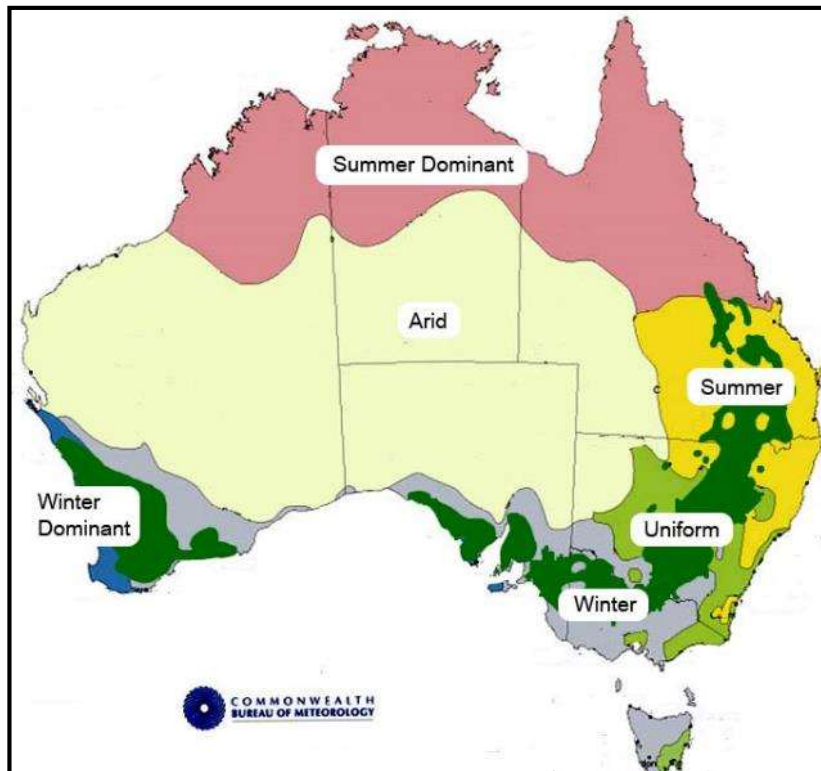 Summer Dominant
Arid
Summer
Winter
Dominant
Uniform
Winter
COMMONWEALTH
BUREAU OF METEOROLOGY